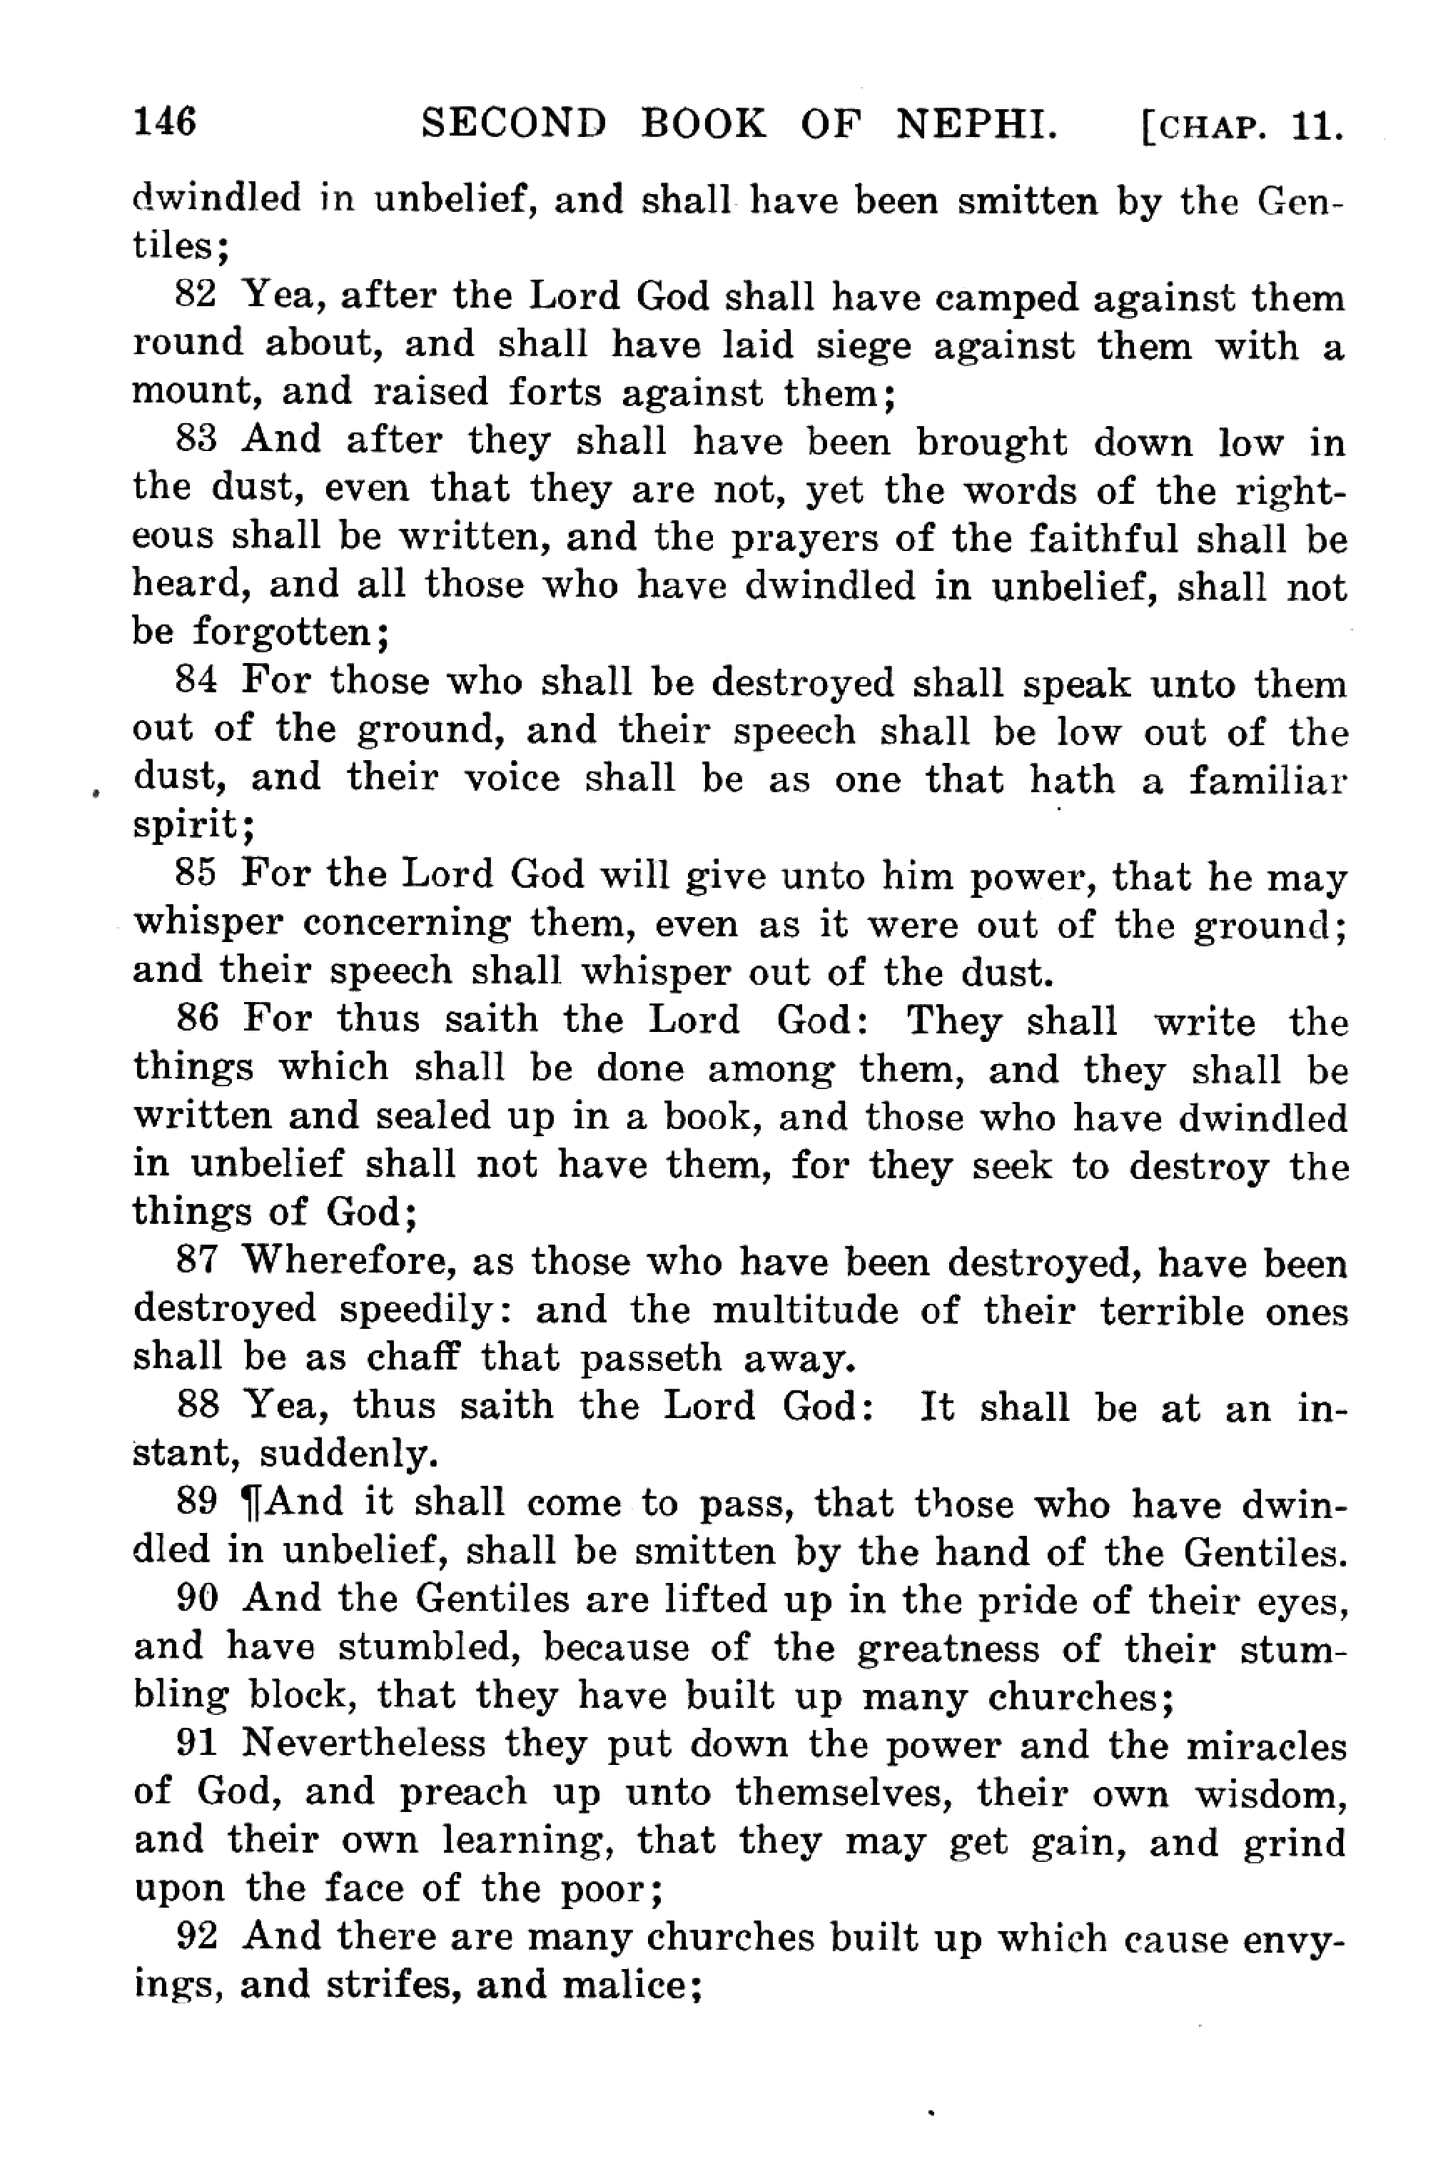 146 SECOND BOOK OF NEPHI. [CHAP. 11.
dwindled in unbelief, and shall have been smitten by the Gen-
tiles;
82 Yea, after the Lord God shall have camped against them
round about, and shall have laid siege against them with a
mount, and raised forts against them;
83 And after they shall have been brought down low in
the dust, even that they are not, yet the words of the right-
eous shall be written, and the prayers of the faithful shall be
heard, and all those who have dwindled in unbelief, shall not
be forgotten;
84 For those who shall be destroyed shall speak unto them
out of the ground, and their speech shall be low out of the
dust, and their voice shall be as one that hath a familiar
spirit;
85 For the Lord God will give unto him power, that he may
whisper concerning them, even as it were out of the ground;
and their speech shall whisper out of the dust.
86 For thus saith the Lord God: They shall write the
things which shall be done among them, and they shall be
written and sealed up in a book, and those who have dwindled
in unbelief shall not have them, for they seek to destroy the
things of God;
87 Wherefore, as those who have been destroyed, have been
destroyed speedily: and the multitude of their terrible ones
shall be as chaff that passeth away.
88 Yea, thus saith the Lord God: It shall be at an in-
stant, suddenly.
89 ¶And it shall come to pass, that those who have dwin-
dled in unbelief, shall be smitten by the hand of the Gentiles.
90 And the Gentiles are lifted up in the pride of their eyes,
and have stumbled, because of the greatness of their stum-
bling block, that they have built up many churches;
91 Nevertheless they put down the power and the miracles
of God, and preach up unto themselves, their own wisdom,
and their own learning, that they may get gain, and grind
upon the face of the poor;
92 And there are many churches built up which cause envy-
ings, and strifes, and malice;